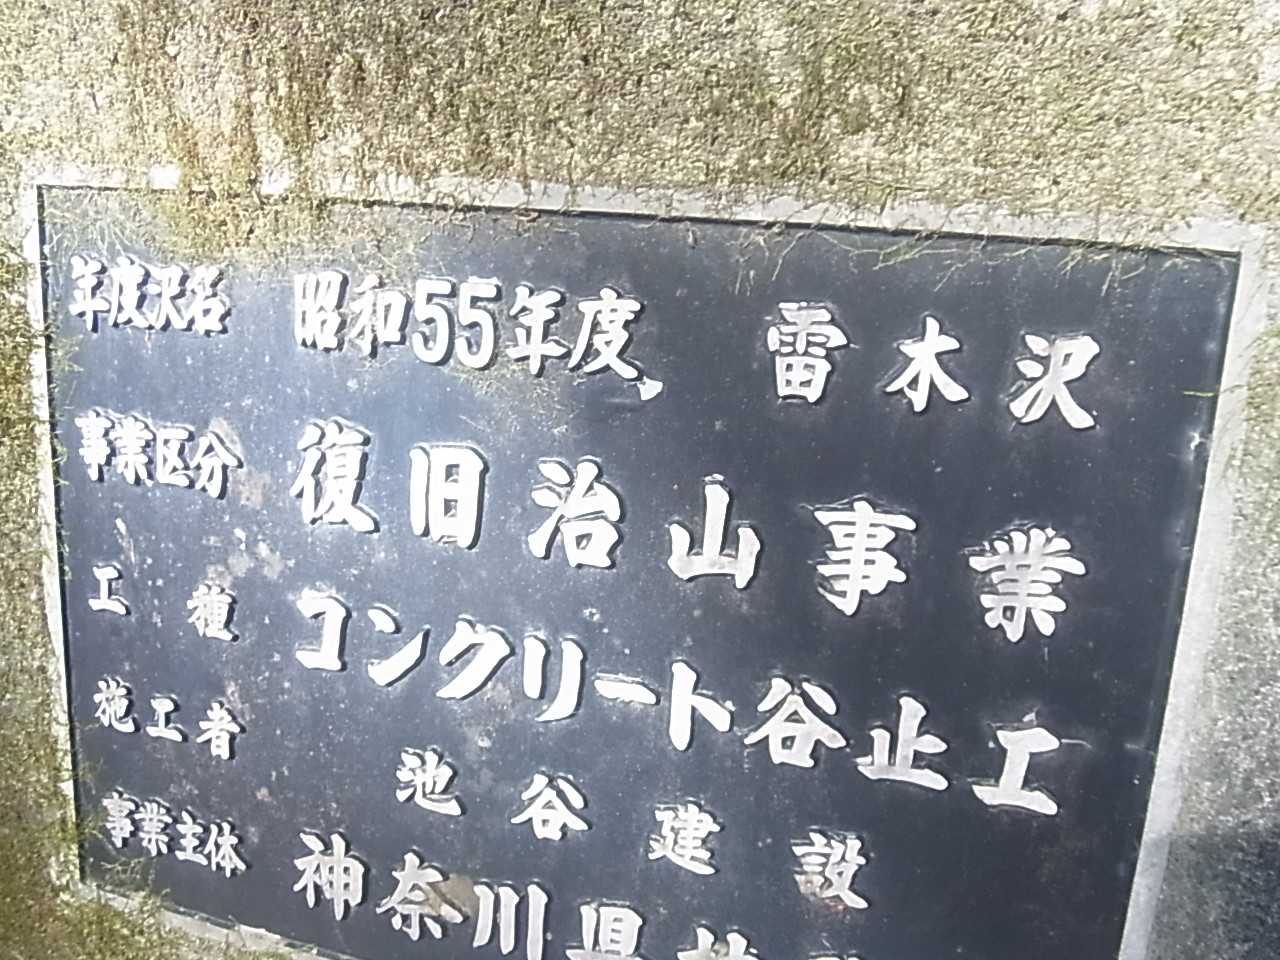 年度沢名 昭和55年度 雷木沢
事業区分 復旧治山事業
工種 コンクリート谷止工
施工者 池谷建設
事業主体 神奈川県